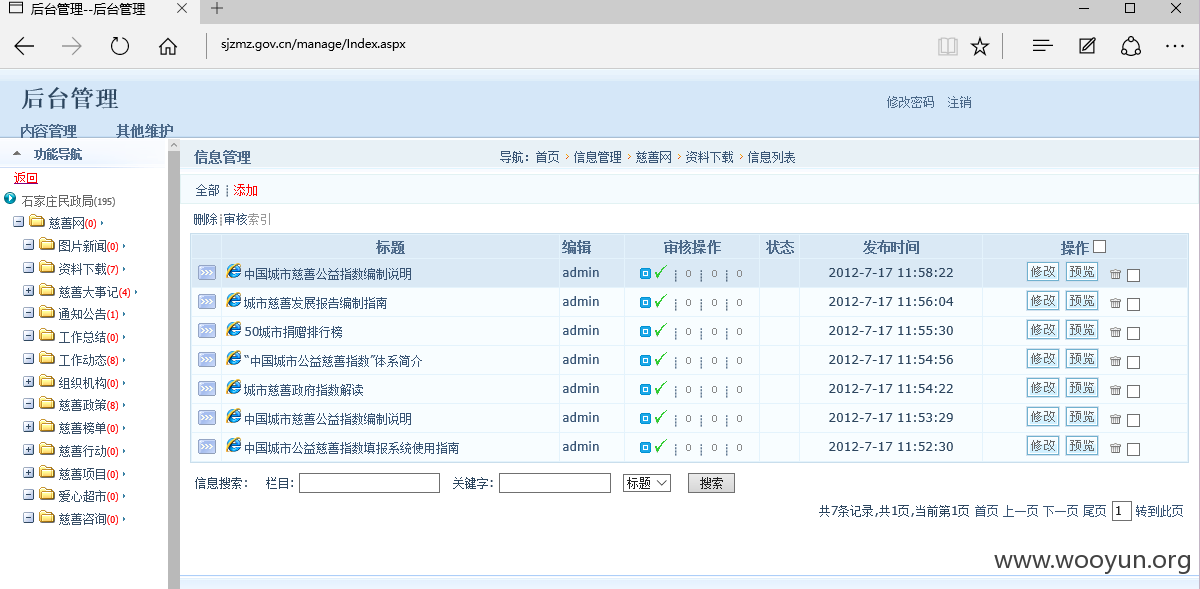 后台管理--后台管理
sjzmz.gov.cn/manage/Index.aspx
后台管理
修改密码 注销
内容管理 其他维护
功能导航
返回
石家庄民政局(195)
慈善网(0)
图片新闻(0)
资料下载(7)
慈善大事记(4)
通知公告(1)
工作总结(0)
工作动态(8)
组织机构(0)
慈善政策(8)
慈善榜单(0)
慈善行动(0)
慈善项目(0)
爱心超市(0)
慈善咨询(0)
信息管理 导航：首页 信息管理 慈善网 资料下载 信息列表
全部 | 添加
删除|审核索引
标题 编辑 审核操作 状态 发布时间 操作
中国城市慈善公益指数编制说明 admin ┆ 0 ┆ 0 ┆ 0 2012-7-17 11:58:22 修改 预览
城市慈善发展报告编制指南 admin ┆ 0 ┆ 0 ┆ 0 2012-7-17 11:56:04 修改 预览
50城市捐赠排行榜 admin ┆ 0 ┆ 0 ┆ 0 2012-7-17 11:55:30 修改 预览
“中国城市公益慈善指数”体系简介 admin ┆ 0 ┆ 0 ┆ 0 2012-7-17 11:54:56 修改 预览
城市慈善政府指数解读 admin ┆ 0 ┆ 0 ┆ 0 2012-7-17 11:54:22 修改 预览
中国城市慈善公益指数编制说明 admin ┆ 0 ┆ 0 ┆ 0 2012-7-17 11:53:29 修改 预览
中国城市公益慈善指数填报系统使用指南 admin ┆ 0 ┆ 0 ┆ 0 2012-7-17 11:52:30 修改 预览
信息搜索： 栏目: 关键字: 标题 搜索
共7条记录,共1页,当前第1页 首页 上一页 下一页 尾页 1 转到此页
www.wooyun.org